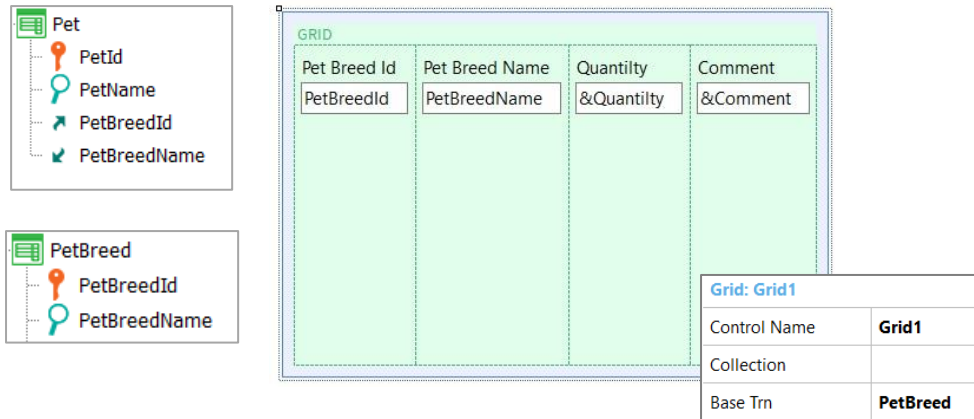 Pet
PetId
PetName
PetBreedId
PetBreedName
PetBreed
PetBreedId
PetBreedName
GRID
Pet Breed Id Pet Breed Name Quantilty Comment
PetBreedId PetBreedName &Quantilty &Comment
Grid: Grid1
Control Name Grid1
Collection
Base Trn PetBreed